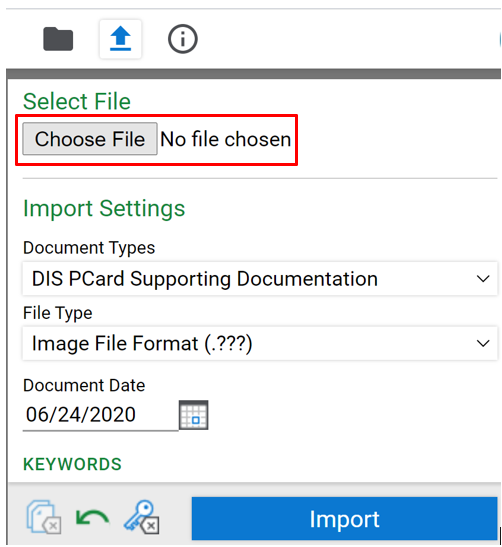 Select File
Choose File No file chosen
Import Settings
Document Types
DIS PCard Supporting Documentation
File Type
Image File Format (.???)
Document Date
06/24/2020
KEYWORDS
Import